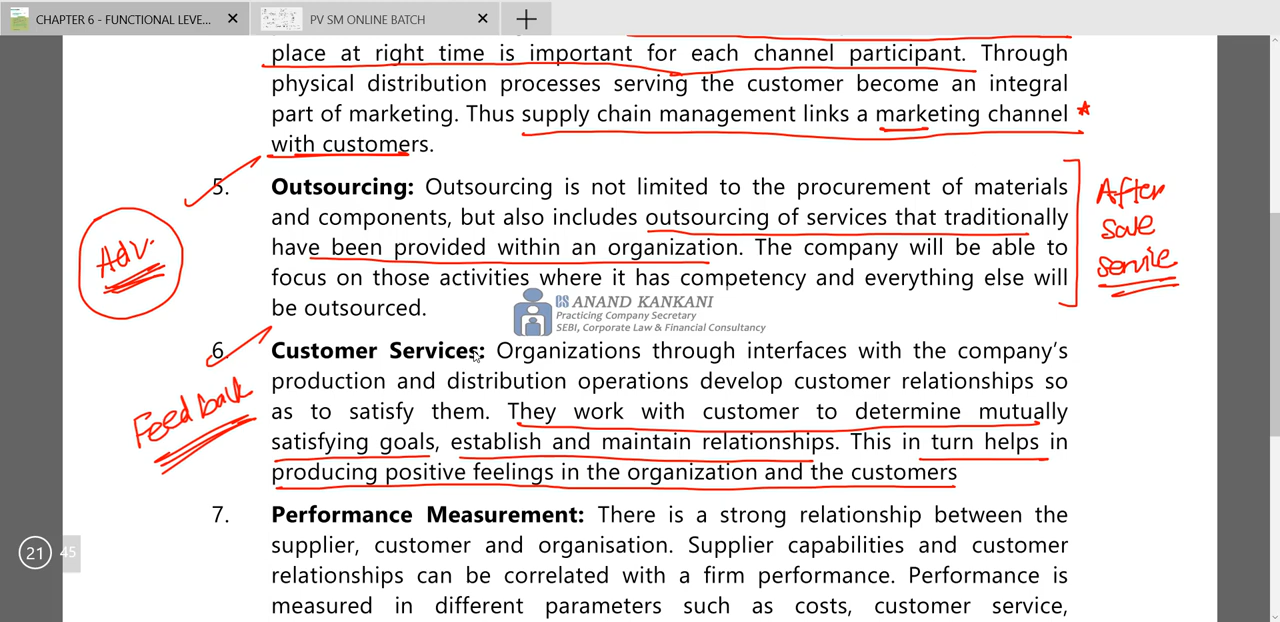 CHAPTER 6 - FUNCTIONAL LEVE... ✕ PV SM ONLINE BATCH ✕ +
place at right time is important for each channel participant. Through
physical distribution processes serving the customer become an integral
part of marketing. Thus supply chain management links a marketing channel
with customers.
5. Outsourcing: Outsourcing is not limited to the procurement of materials
and components, but also includes outsourcing of services that traditionally
have been provided within an organization. The company will be able to
focus on those activities where it has competency and everything else will
be outsourced.
Adv.
After
Sale
Service
CS ANAND KANKANI
Practicing Company Secretary
SEBI, Corporate Law & Financial Consultancy
6. Customer Services: Organizations through interfaces with the company's
production and distribution operations develop customer relationships so
as to satisfy them. They work with customer to determine mutually
satisfying goals, establish and maintain relationships. This in turn helps in
producing positive feelings in the organization and the customers
Feedback
7. Performance Measurement: There is a strong relationship between the
supplier, customer and organisation. Supplier capabilities and customer
relationships can be correlated with a firm performance. Performance is
measured in different parameters such as costs, customer service,
21 45